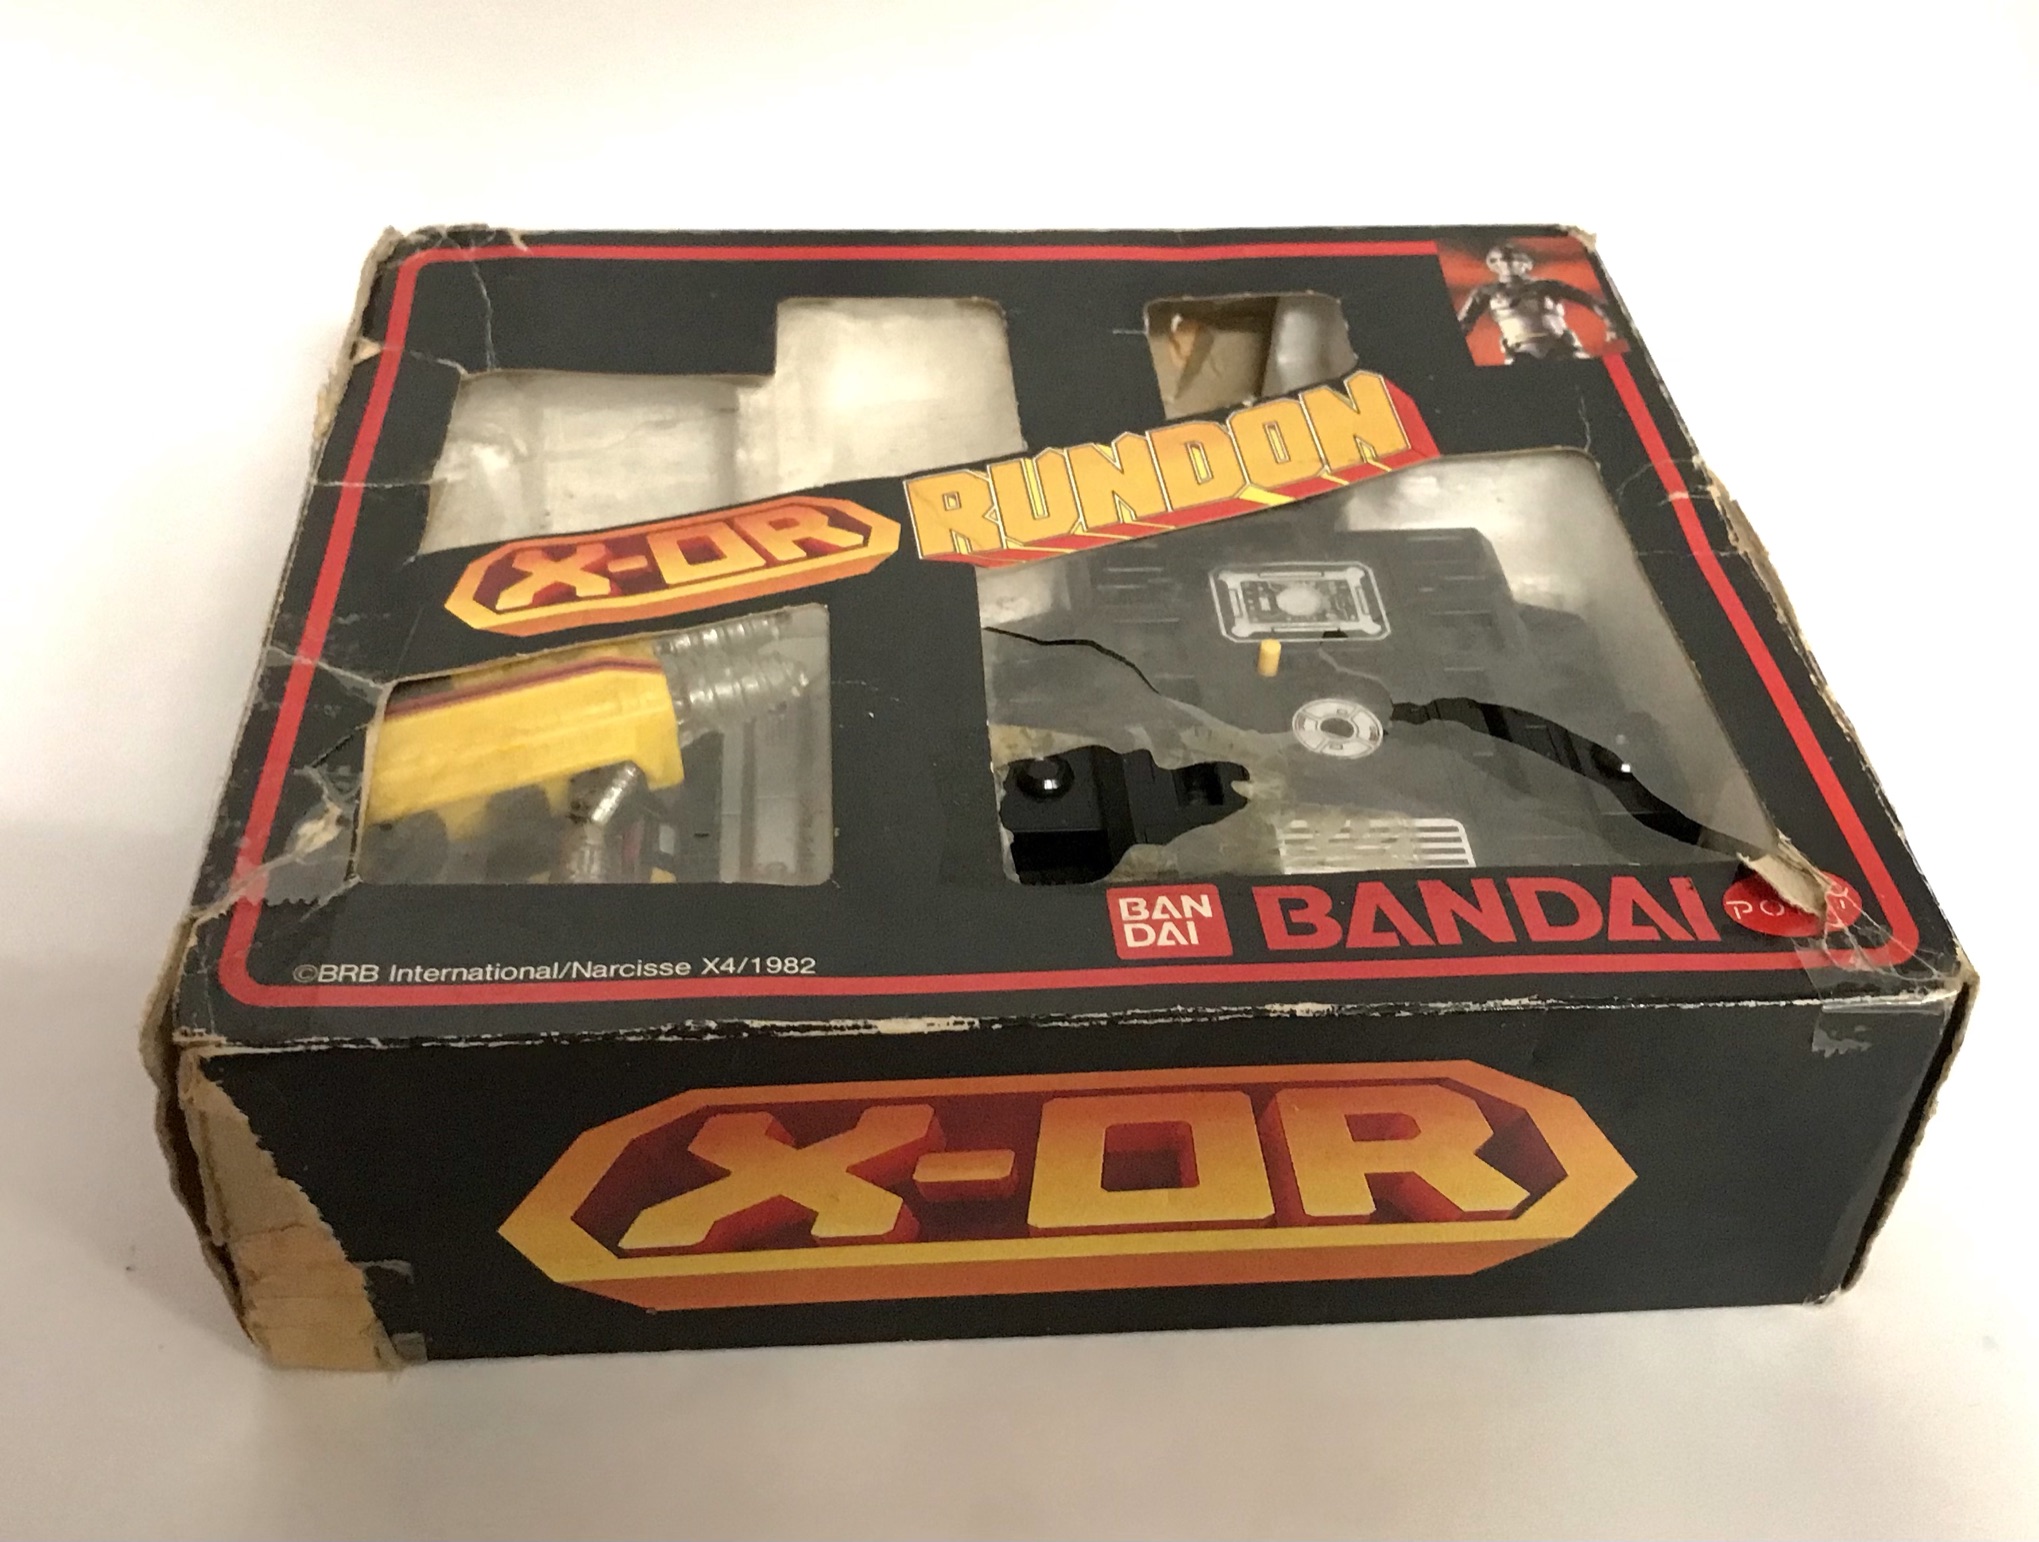 X-OR RUNDON
BAN
DAI
BANDAI
©BRB International/Narcisse X4/1982
X-OR